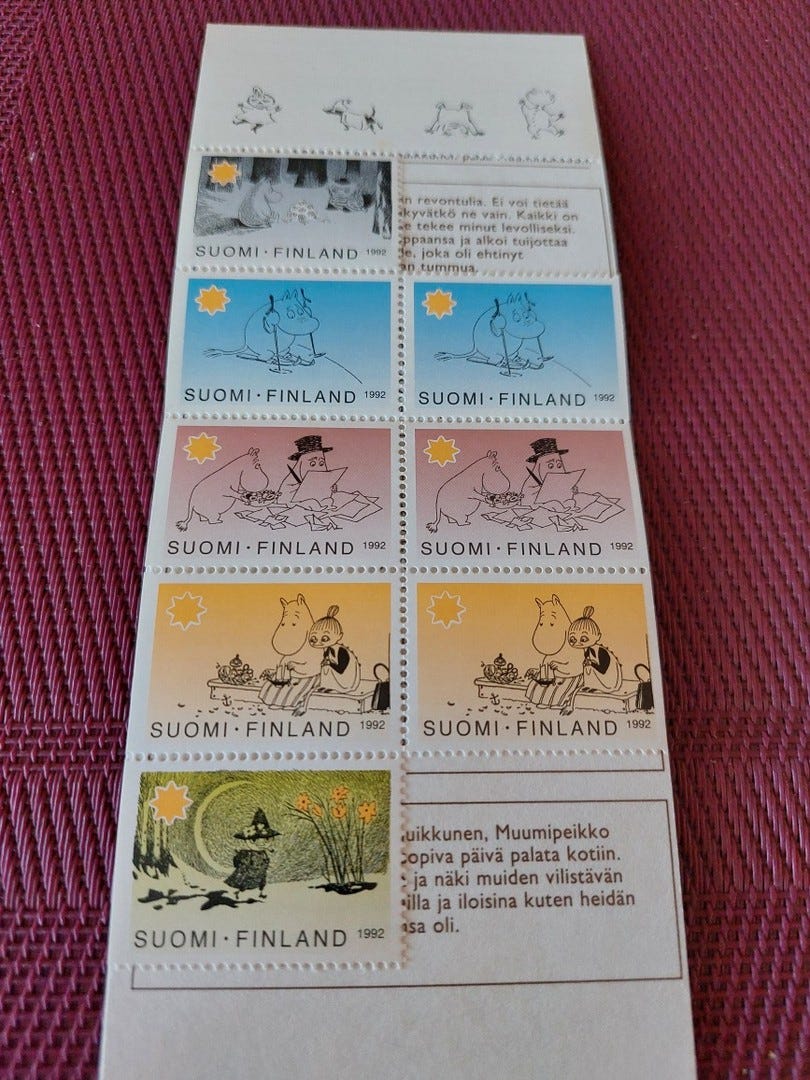 n revontulia. Ei voi tietää
kyvätkö ne vain. Kaikki on
e tekee minut levolliseksi.
ppaansa ja alkoi tuijottaa
de, joka oli ehtinyt
n tummua.
SUOMI · FINLAND 1992
SUOMI · FINLAND 1992
SUOMI · FINLAND 1992
SUOMI · FINLAND 1992
SUOMI · FINLAND 1992
SUOMI · FINLAND 1992
SUOMI · FINLAND 1992
uikkunen, Muumipeikko
opiva päivä palata kotiin.
ja näki muiden vilistävän
illa ja iloisina kuten heidän
sa oli.
SUOMI · FINLAND 1992